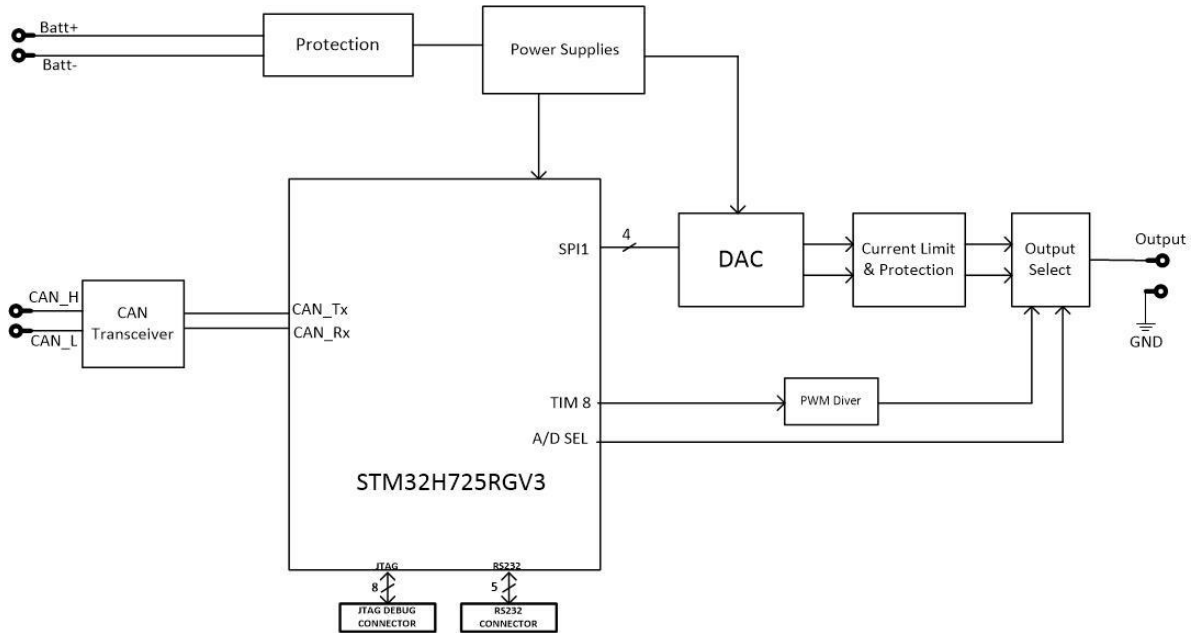 Batt+
Batt-
Protection
Power Supplies
SPI1
4
DAC
Current Limit
& Protection
Output
Select
Output
GND
CAN_H
CAN_L
CAN
Transceiver
CAN_Tx
CAN_Rx
TIM 8
PWM Diver
A/D SEL
STM32H725RGV3
JTAG
RS232
8
5
JTAG DEBUG
CONNECTOR
RS232
CONNECTOR